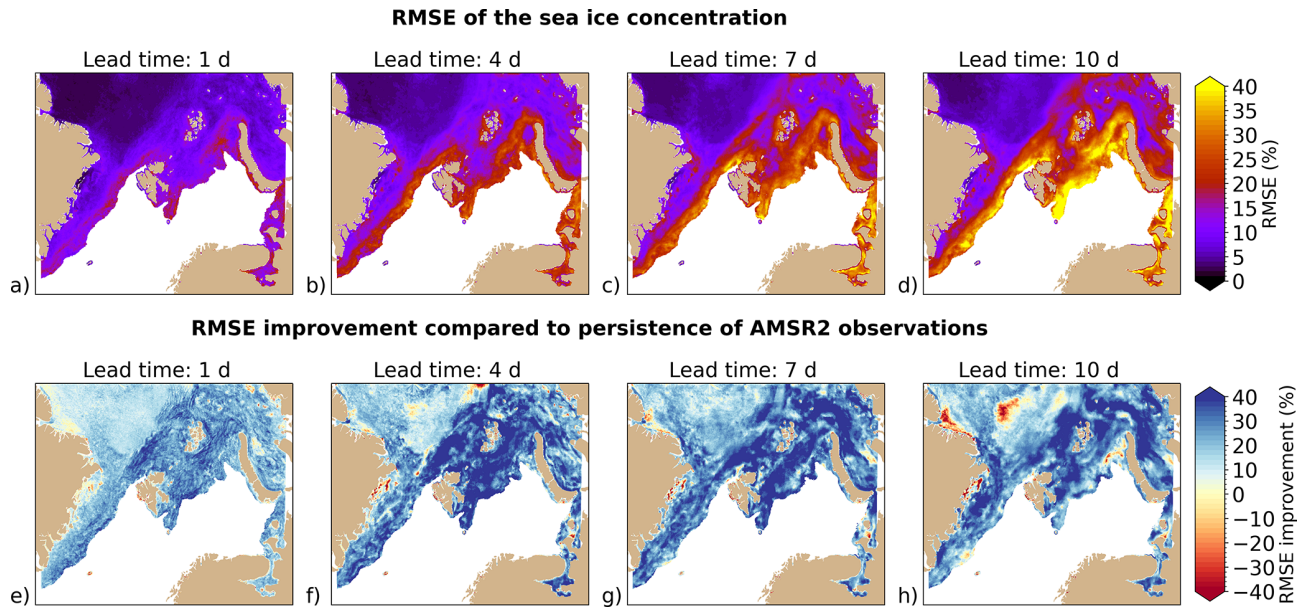 RMSE of the sea ice concentration
Lead time: 1 d
Lead time: 4 d
Lead time: 7 d
Lead time: 10 d
40
35
30
25
20
15
10
5
0
RMSE (%)
a)
b)
c)
d)
RMSE improvement compared to persistence of AMSR2 observations
Lead time: 1 d
Lead time: 4 d
Lead time: 7 d
Lead time: 10 d
40
30
20
10
0
−10
−20
−30
−40
RMSE improvement (%)
e)
f)
g)
h)